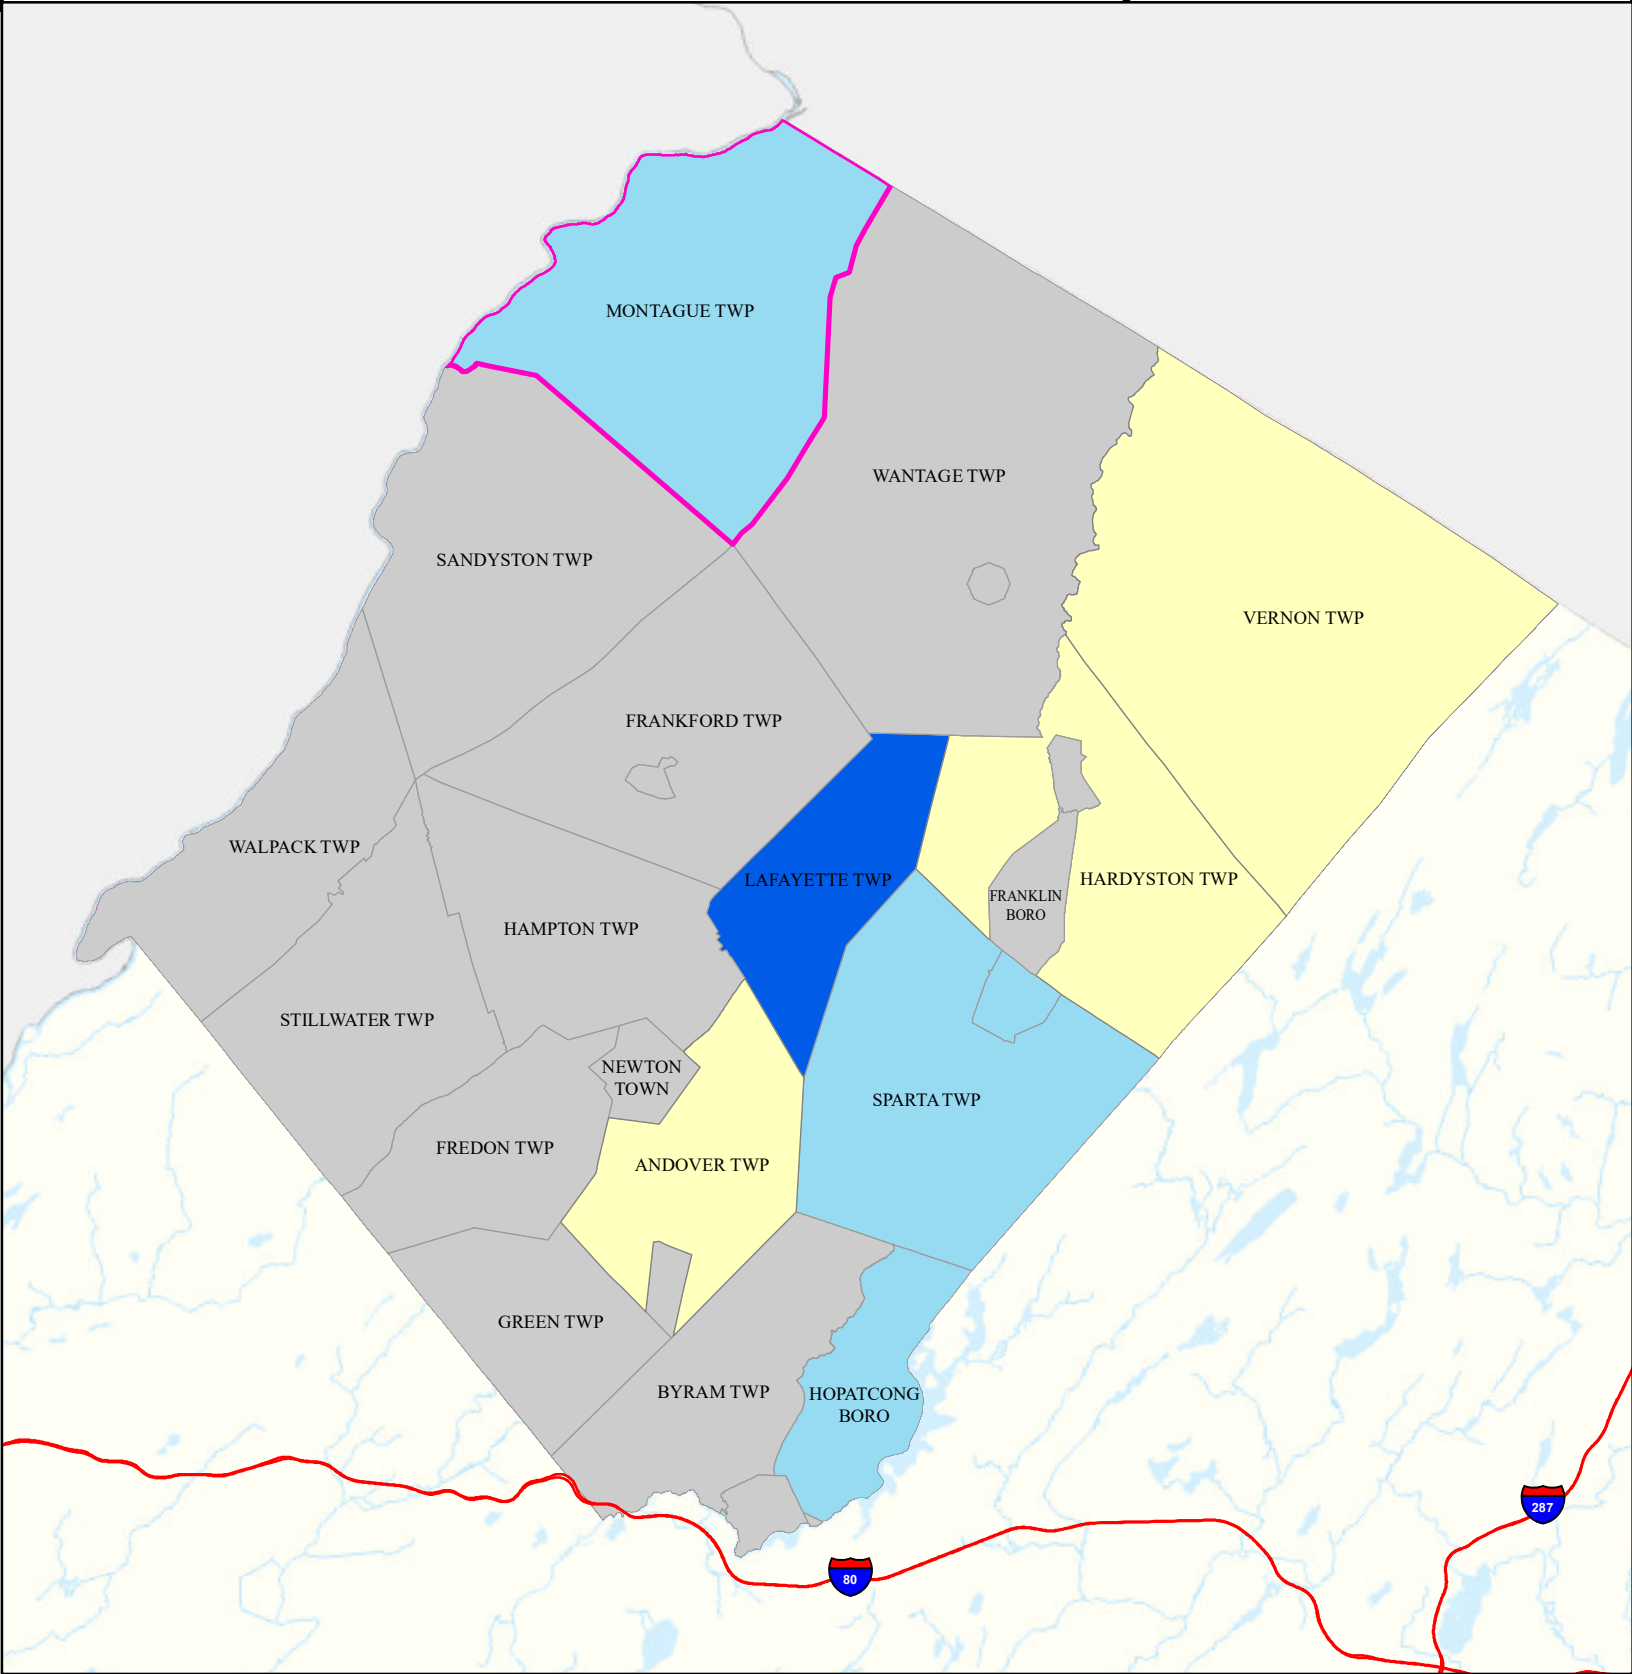 MONTAGUE TWP
WANTAGE TWP
SANDYSTON TWP
VERNON TWP
FRANKFORD TWP
WALPACK TWP
LAFAYETTE TWP
HARDYSTON TWP
FRANKLIN
BORO
HAMPTON TWP
STILLWATER TWP
NEWTON
TOWN
SPARTA TWP
FREDON TWP
ANDOVER TWP
GREEN TWP
BYRAM TWP
HOPATCONG
BORO
287
80